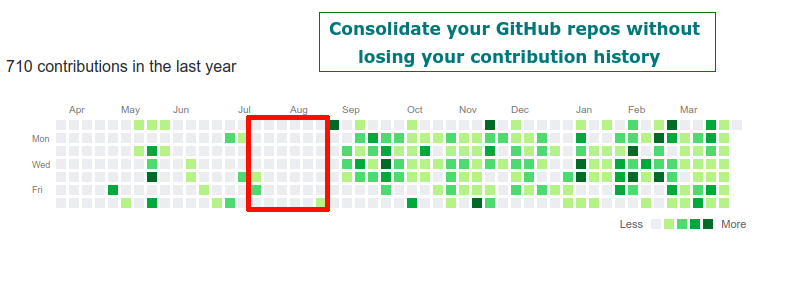 Consolidate your GitHub repos without
losing your contribution history
710 contributions in the last year
Apr May Jun Jul Aug Sep Oct Nov Dec Jan Feb Mar
Mon
Wed
Fri
Less More